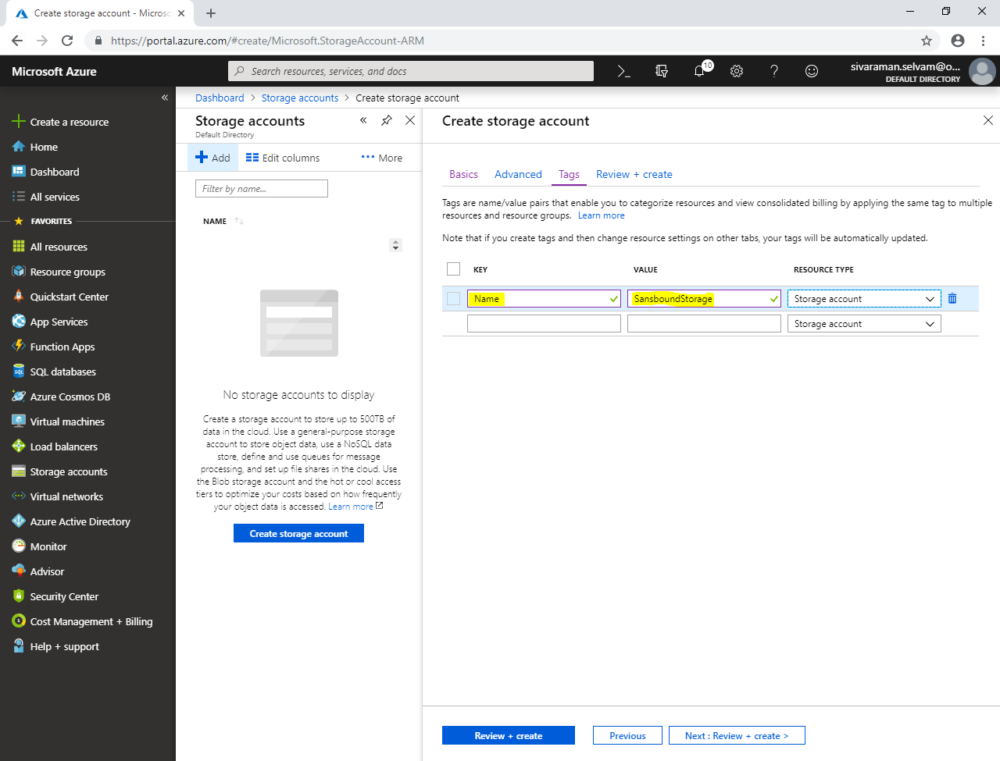 Create storage account - Micros
https://portal.azure.com/#create/Microsoft.StorageAccount-ARM
Microsoft Azure
Search resources, services, and docs
10
sivaraman.selvam@o...
DEFAULT DIRECTORY
Create a resource
Home
Dashboard
All services
FAVORITES
All resources
Resource groups
Quickstart Center
App Services
Function Apps
SQL databases
Azure Cosmos DB
Virtual machines
Load balancers
Storage accounts
Virtual networks
Azure Active Directory
Monitor
Advisor
Security Center
Cost Management + Billing
Help + support
Dashboard > Storage accounts > Create storage account
Storage accounts
Default Directory
Add
Edit columns
More
Filter by name...
NAME
No storage accounts to display
Create a storage account to store up to 500TB of
data in the cloud. Use a general-purpose storage
account to store object data, use a NoSQL data
store, define and use queues for message
processing, and set up file shares in the cloud. Use
the Blob storage account and the hot or cool access
tiers to optimize your costs based on how frequently
your object data is accessed. Learn more
Create storage account
Create storage account
Basics
Advanced
Tags
Review + create
Tags are name/value pairs that enable you to categorize resources and view consolidated billing by applying the same tag to multiple
resources and resource groups. Learn more
Note that if you create tags and then change resource settings on other tabs, your tags will be automatically updated.
KEY VALUE RESOURCE TYPE
Name SansboundStorage Storage account
Storage account
Review + create
Previous
Next : Review + create >